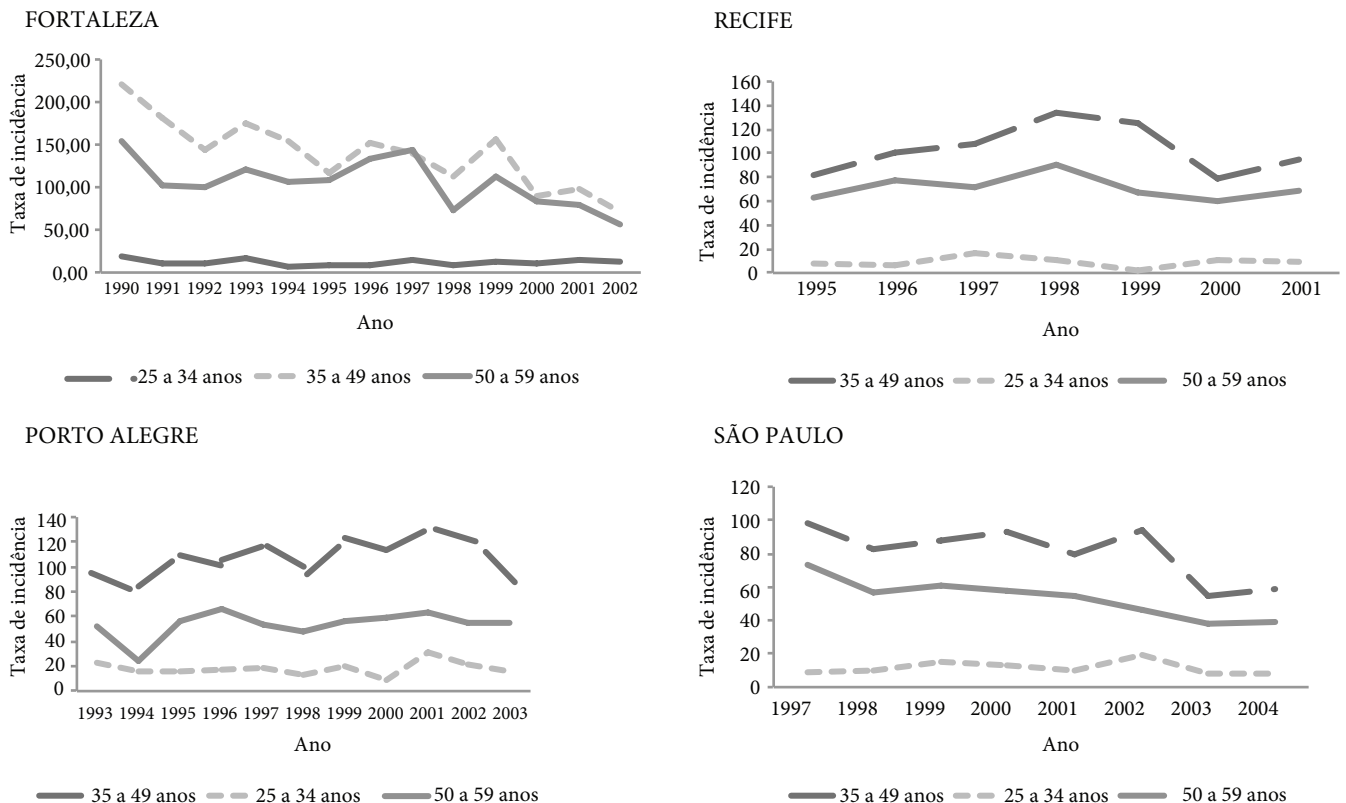 FORTALEZA
Taxa de incidência
250,00
200,00
150,00
100,00
50,00
0,00
1990 1991 1992 1993 1994 1995 1996 1997 1998 1999 2000 2001 2002
Ano
25 a 34 anos 35 a 49 anos 50 a 59 anos
RECIFE
Taxa de incidência
160
140
120
100
80
60
40
20
0
1995 1996 1997 1998 1999 2000 2001
Ano
35 a 49 anos 25 a 34 anos 50 a 59 anos
PORTO ALEGRE
Taxa de incidência
140
120
100
80
60
40
20
0
1993 1994 1995 1996 1997 1998 1999 2000 2001 2002 2003
Ano
35 a 49 anos 25 a 34 anos 50 a 59 anos
SÃO PAULO
Taxa de incidência
120
100
80
60
40
20
0
1997 1998 1999 2000 2001 2002 2003 2004
Ano
35 a 49 anos 25 a 34 anos 50 a 59 anos